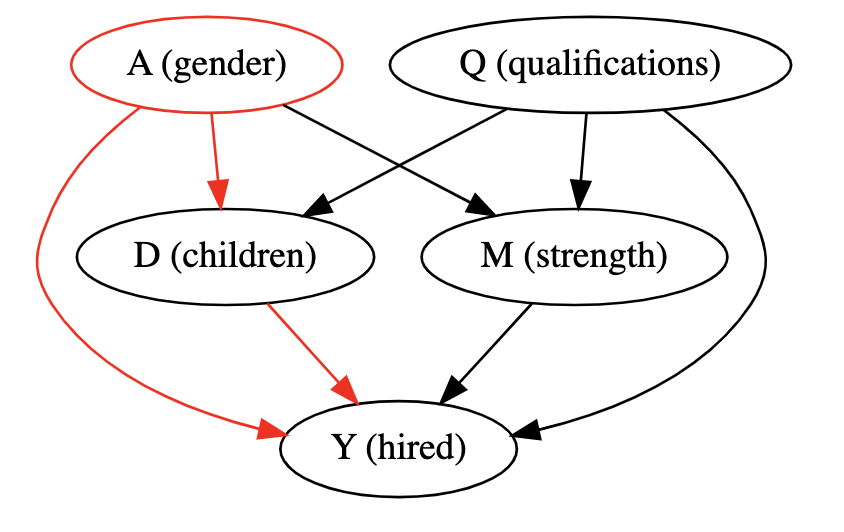 A (gender)
Q (qualifications)
D (children)
M (strength)
Y (hired)